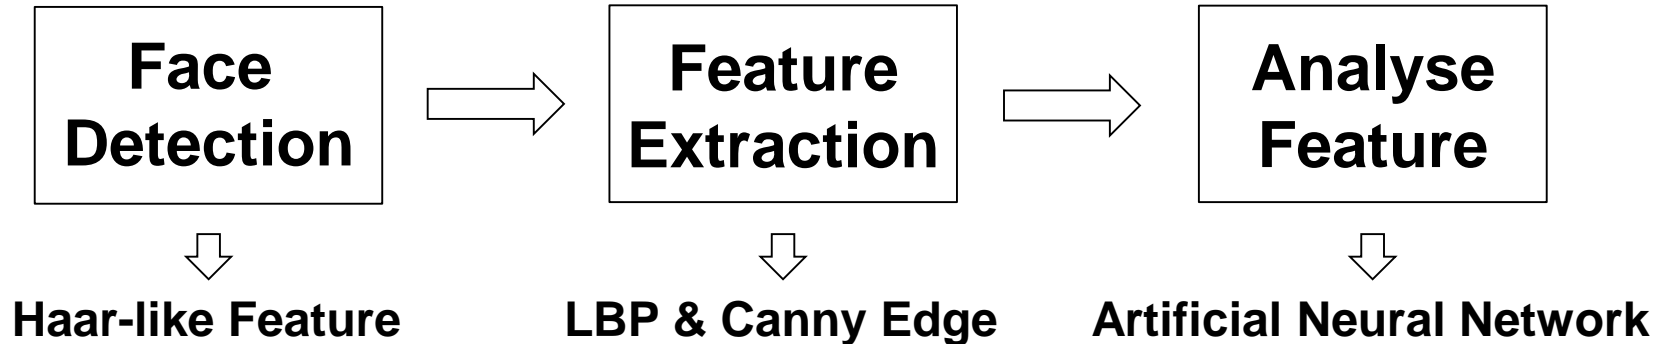 Face
Detection
Feature
Extraction
Analyse
Feature
Haar-like Feature
LBP & Canny Edge
Artificial Neural Network